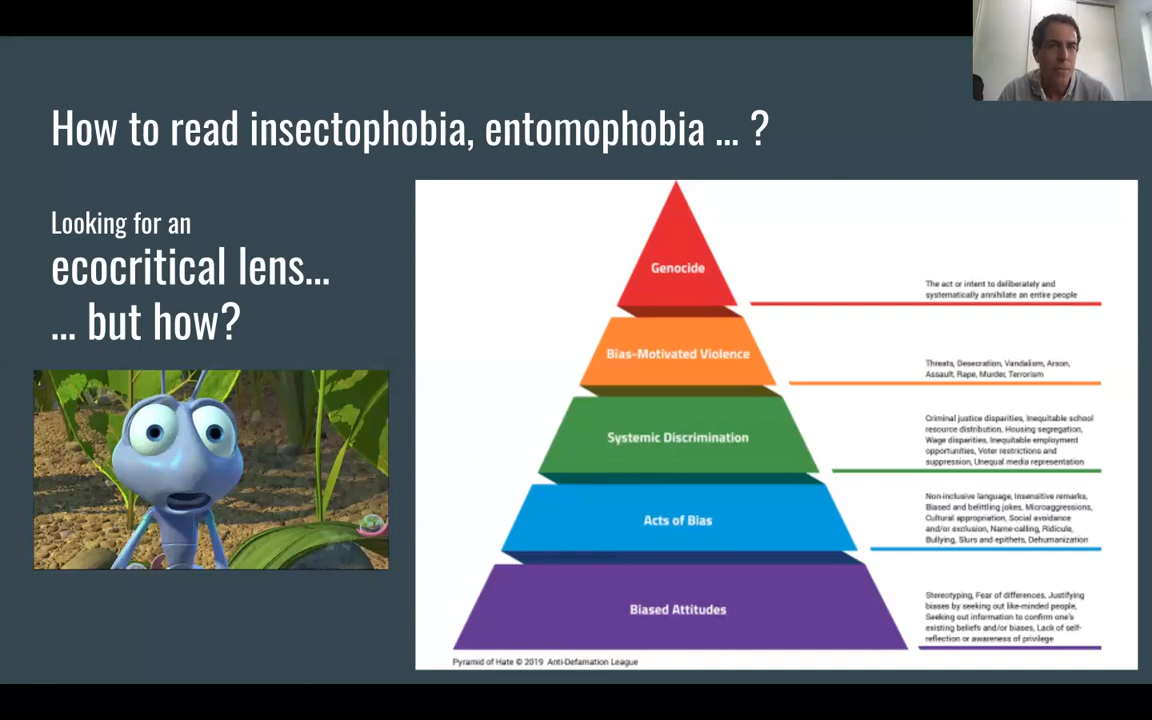 How to read insectophobia, entomophobia ... ?
Looking for an
ecocritical lens...
... but how?
Genocide
The act or intent to deliberately and
systematically annihilate an entire people
Bias-Motivated Violence
Threats, Desecration, Vandalism, Arson,
Assault, Rape, Murder, Terrorism
Systemic Discrimination
Criminal justice disparities, Inequitable school
resource distribution, Housing segregation,
Wage disparities, Inequitable employment
opportunities, Voter restrictions and
suppression, Unequal media representation
Acts of Bias
Non-inclusive language, Insensitive remarks,
Biased and belittling jokes, Microaggressions,
Cultural appropriation, Social avoidance
and/or exclusion, Name-calling, Ridicule,
Bullying, Slurs and epithets, Dehumanization
Biased Attitudes
Stereotyping, Fear of differences, Justifying
biases by seeking out like-minded people,
Seeking out information to confirm one's
existing beliefs and/or biases, Lack of self-
reflection or awareness of privilege
Pyramid of Hate © 2019 Anti-Defamation League